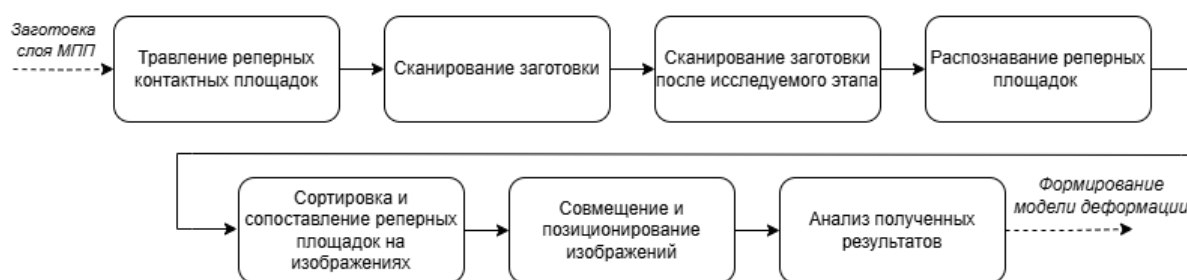 Заготовка
слоя МПП
Травление реперных
контактных площадок
Сканирование заготовки
Сканирование заготовки
после исследуемого этапа
Распознавание реперных
площадок
Сортировка и
сопоставление реперных
площадок на
изображениях
Совмещение и
позиционирование
изображений
Анализ полученных
результатов
Формирование
модели деформации